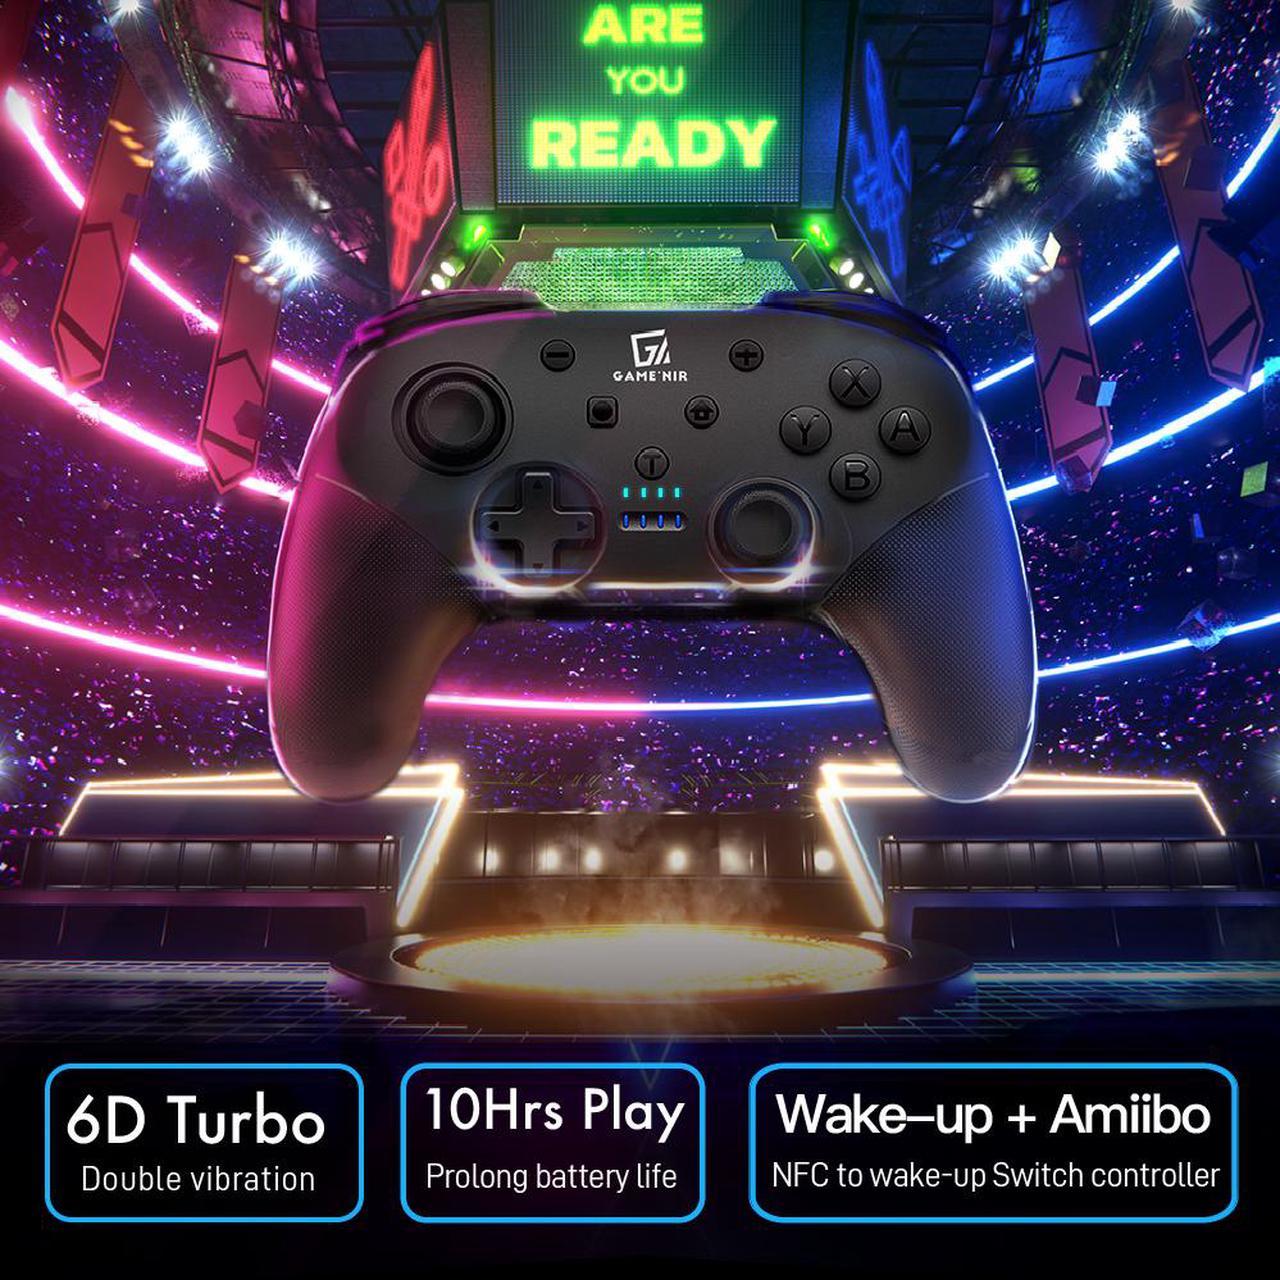 ARE
YOU
READY
GAME'NIR
X
Y
A
B
T
6D Turbo
Double vibration
10Hrs Play
Prolong battery life
Wake–up + Amiibo
NFC to wake-up Switch controller